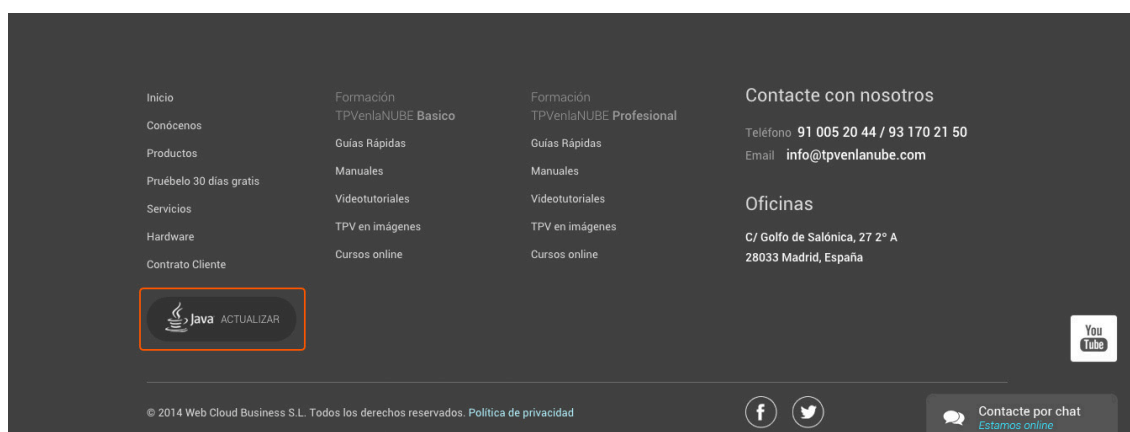 Inicio
Conócenos
Productos
Pruébelo 30 días gratis
Servicios
Hardware
Contrato Cliente
Java ACTUALIZAR
Formación
TPVenlaNUBE Basico
Guías Rápidas
Manuales
Videotutoriales
TPV en imágenes
Cursos online
Formación
TPVenlaNUBE Profesional
Guías Rápidas
Manuales
Videotutoriales
TPV en imágenes
Cursos online
Contacte con nosotros
Teléfono 91 005 20 44 / 93 170 21 50
Email info@tpvenlanube.com
Oficinas
C/ Golfo de Salónica, 27 2º A
28033 Madrid, España
You
Tube
© 2014 Web Cloud Business S.L. Todos los derechos reservados. Política de privacidad
f
Contacte por chat
Estamos online